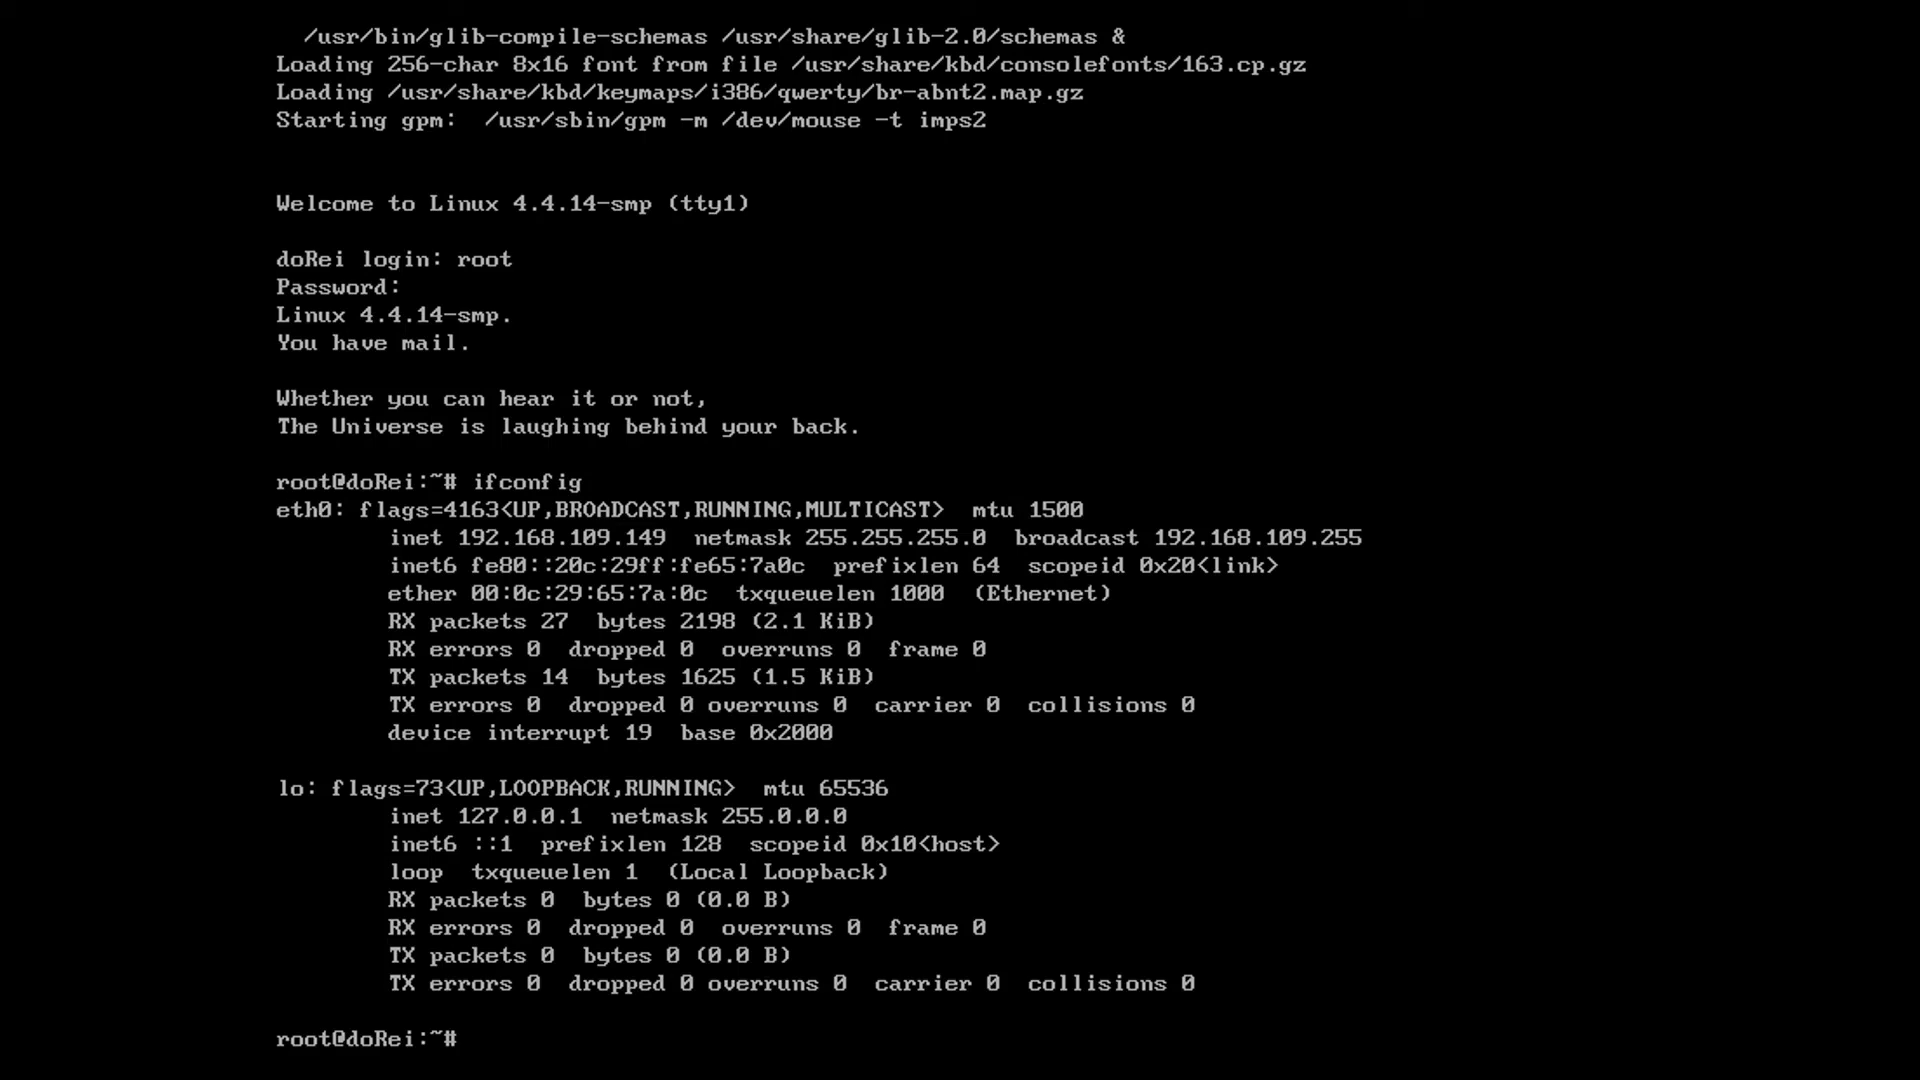 /usr/bin/glib-compile-schemas /usr/share/glib-2.0/schemas &
Loading 256-char 8x16 font from file /usr/share/kbd/consolefonts/163.cp.gz
Loading /usr/share/kbd/keymaps/i386/qwerty/br-abnt2.map.gz
Starting gpm:  /usr/sbin/gpm -m /dev/mouse -t imps2
Welcome to Linux 4.4.14-smp (tty1)
doRei login: root
Password:
Linux 4.4.14-smp.
You have mail.
Whether you can hear it or not,
The Universe is laughing behind your back.
root@doRei:~# ifconfig
eth0: flags=4163<UP,BROADCAST,RUNNING,MULTICAST>  mtu 1500
inet 192.168.109.149  netmask 255.255.255.0  broadcast 192.168.109.255
inet6 fe80::20c:29ff:fe65:7a0c  prefixlen 64  scopeid 0x20<link>
ether 00:0c:29:65:7a:0c  txqueuelen 1000  (Ethernet)
RX packets 27  bytes 2198 (2.1 KiB)
RX errors 0  dropped 0  overruns 0  frame 0
TX packets 14  bytes 1625 (1.5 KiB)
TX errors 0  dropped 0 overruns 0  carrier 0  collisions 0
device interrupt 19  base 0x2000
lo: flags=73<UP,LOOPBACK,RUNNING>  mtu 65536
inet 127.0.0.1  netmask 255.0.0.0
inet6 ::1  prefixlen 128  scopeid 0x10<host>
loop  txqueuelen 1  (Local Loopback)
RX packets 0  bytes 0 (0.0 B)
RX errors 0  dropped 0  overruns 0  frame 0
TX packets 0  bytes 0 (0.0 B)
TX errors 0  dropped 0 overruns 0  carrier 0  collisions 0
root@doRei:~#